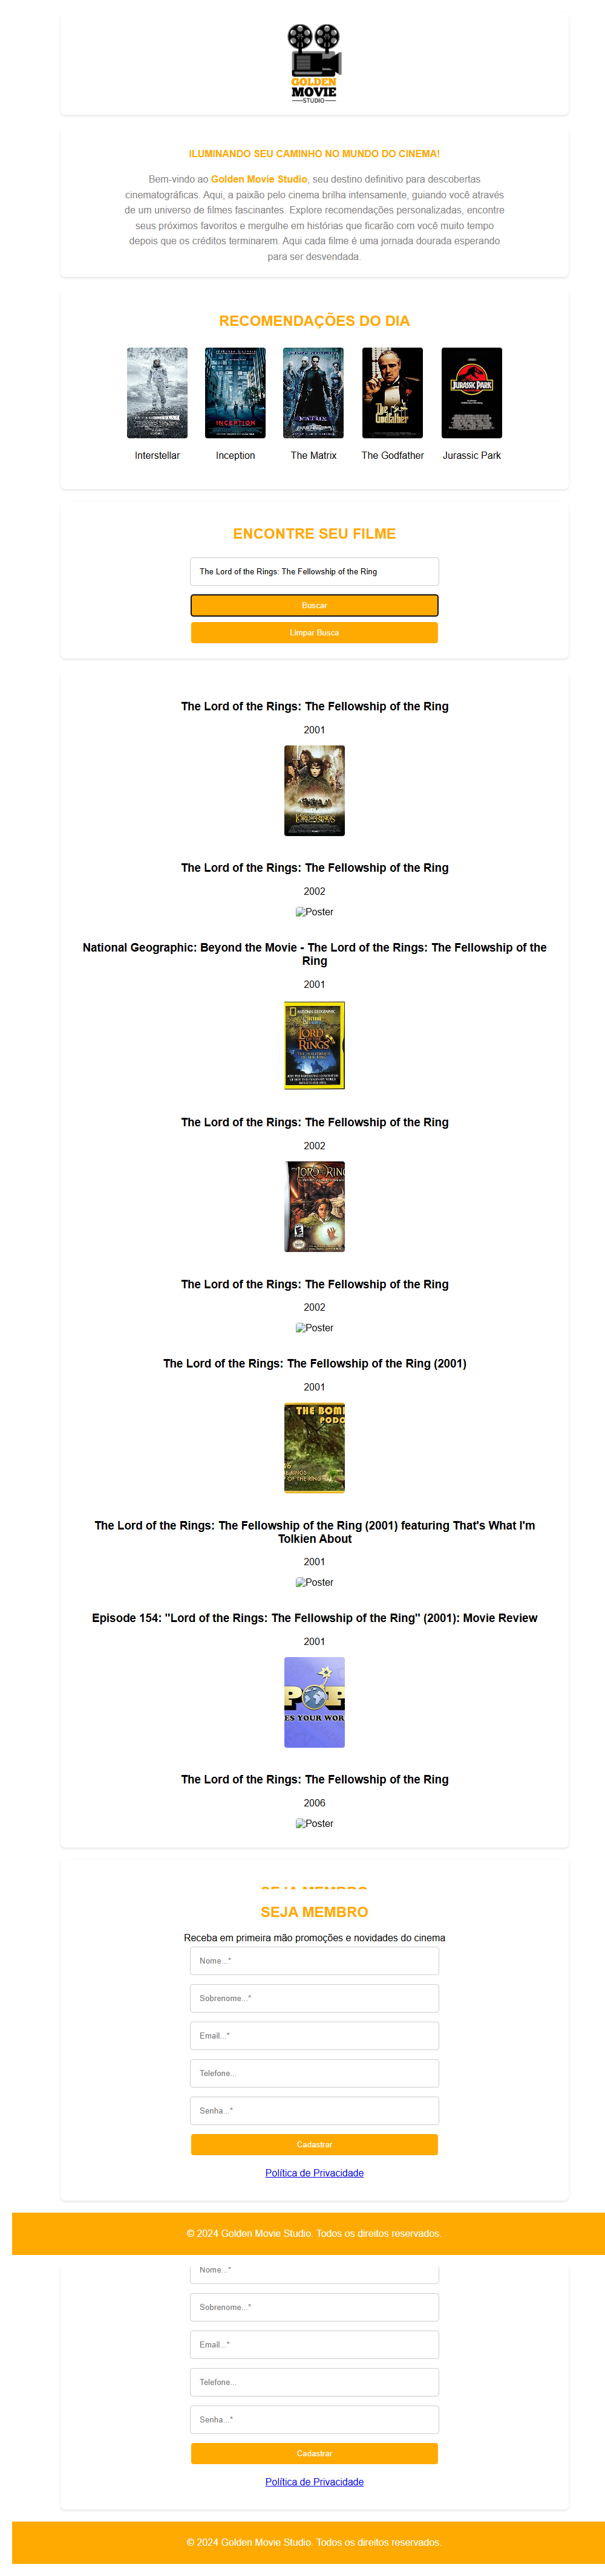 GOLDEN
MOVIE
STUDIO
ILUMINANDO SEU CAMINHO NO MUNDO DO CINEMA!
Bem-vindo ao Golden Movie Studio, seu destino definitivo para descobertas
cinematográficas. Aqui, a paixão pelo cinema brilha intensamente, guiando você através
de um universo de filmes fascinantes. Explore recomendações personalizadas, encontre
seus próximos favoritos e mergulhe em histórias que ficarão com você muito tempo
depois que os créditos terminarem. Aqui cada filme é uma jornada dourada esperando
para ser desvendada.
RECOMENDAÇÕES DO DIA
INCEPTION
MATRIX
The Godfather
JURASSIC PARK
Interstellar
Inception
The Matrix
The Godfather
Jurassic Park
ENCONTRE SEU FILME
The Lord of the Rings: The Fellowship of the Ring
Buscar
Limpar Busca
The Lord of the Rings: The Fellowship of the Ring
2001
The Lord of the Rings: The Fellowship of the Ring
2002
Poster
National Geographic: Beyond the Movie - The Lord of the Rings: The Fellowship of the
Ring
2001
The Lord of the Rings: The Fellowship of the Ring
2002
The Lord of the Rings: The Fellowship of the Ring
2002
Poster
The Lord of the Rings: The Fellowship of the Ring (2001)
2001
The Lord of the Rings: The Fellowship of the Ring (2001) featuring That's What I'm
Tolkien About
2001
Poster
Episode 154: "Lord of the Rings: The Fellowship of the Ring" (2001): Movie Review
2001
The Lord of the Rings: The Fellowship of the Ring
2006
Poster
SEJA MEMBRO
SEJA MEMBRO
Receba em primeira mão promoções e novidades do cinema
Nome...*
Sobrenome...*
Email...*
Telefone...
Senha...*
Cadastrar
Política de Privacidade
© 2024 Golden Movie Studio. Todos os direitos reservados.
Nome...*
Sobrenome...*
Email...*
Telefone...
Senha...*
Cadastrar
Política de Privacidade
© 2024 Golden Movie Studio. Todos os direitos reservados.